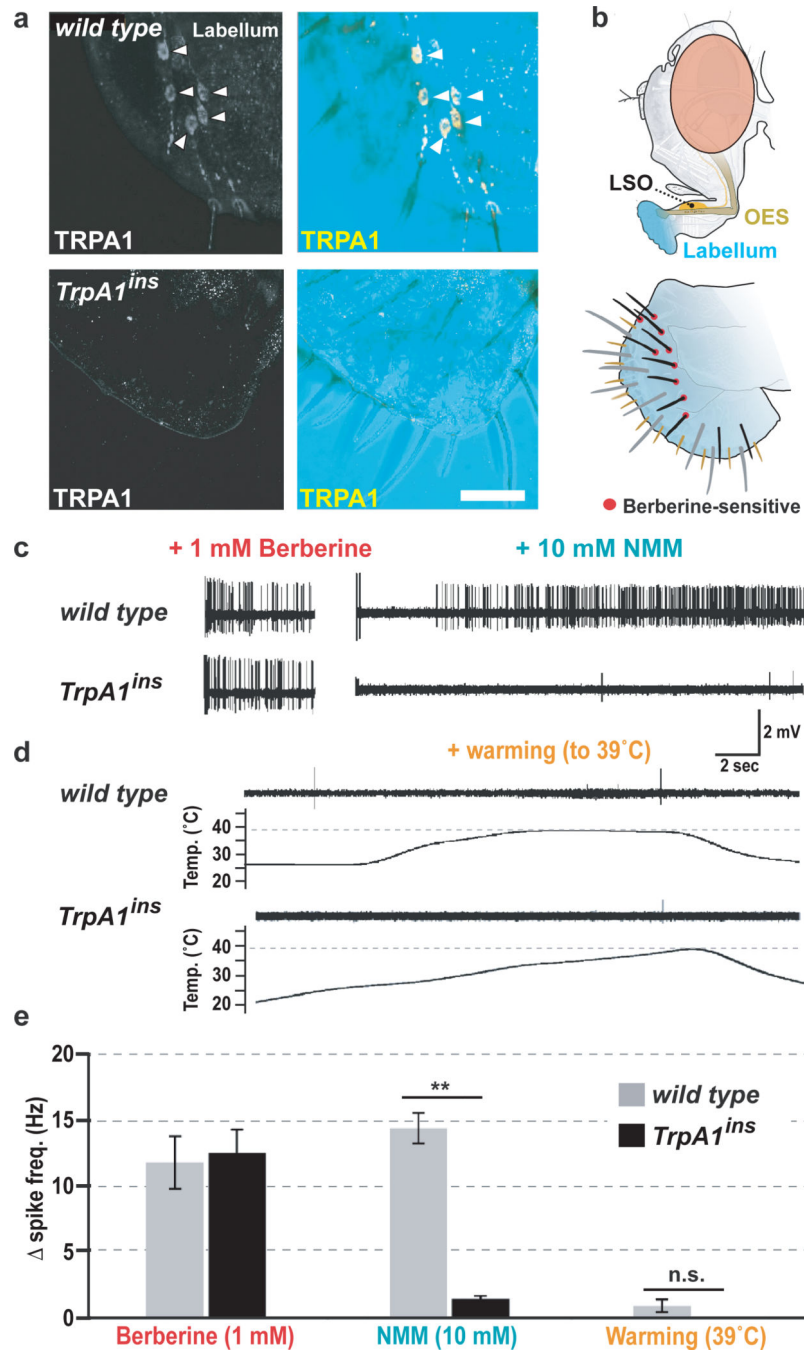 a
wild type
Labellum
TRPA1
TRPA1
TrpA1ins
TRPA1
TRPA1
b
LSO
OES
Labellum
Berberine-sensitive
c
+ 1 mM Berberine
+ 10 mM NMM
wild type
TrpA1ins
2 mV
2 sec
d
+ warming (to 39˚C)
wild type
Temp. (˚C)
40
30
20
TrpA1ins
Temp. (˚C)
40
30
20
e
Δ spike freq. (Hz)
20
15
10
5
0
**
n.s.
wild type
TrpA1ins
Berberine (1 mM)
NMM (10 mM)
Warming (39˚C)